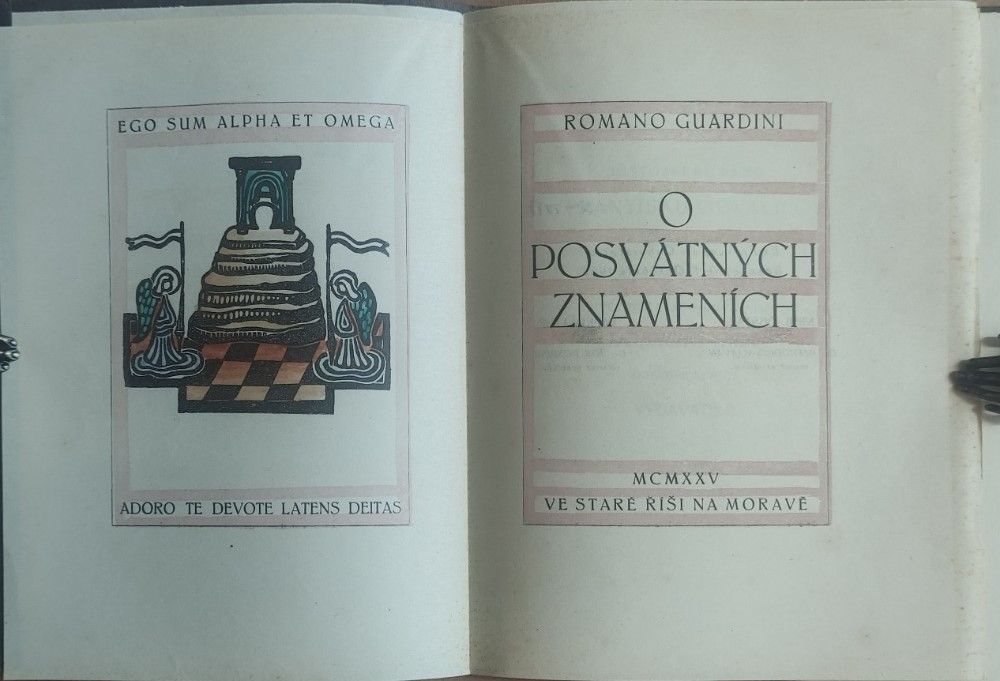 EGO SUM ALPHA ET OMEGA
ADORO TE DEVOTE LATENS DEITAS
ROMANO GUARDINI
O
POSVÁTNÝCH
ZNAMENÍCH
MCMXXV
VE STARÉ ŘÍŠI NA MORAVĚ